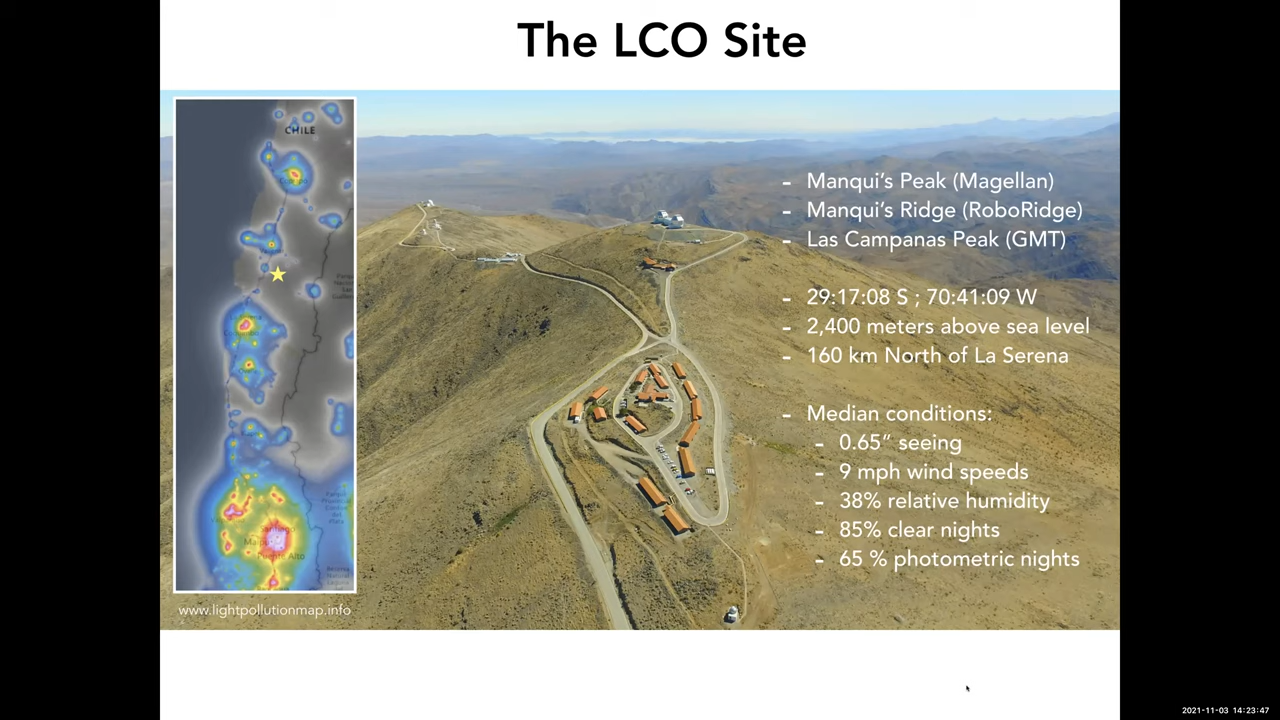 The LCO Site
CHILE
- Manqui's Peak (Magellan)
- Manqui's Ridge (RoboRidge)
- Las Campanas Peak (GMT)
- 29:17:08 S ; 70:41:09 W
- 2,400 meters above sea level
- 160 km North of La Serena
- Median conditions:
- 0.65" seeing
- 9 mph wind speeds
- 38% relative humidity
- 85% clear nights
- 65 % photometric nights
www.lightpollutionmap.info
2021-11-03 14:23:47